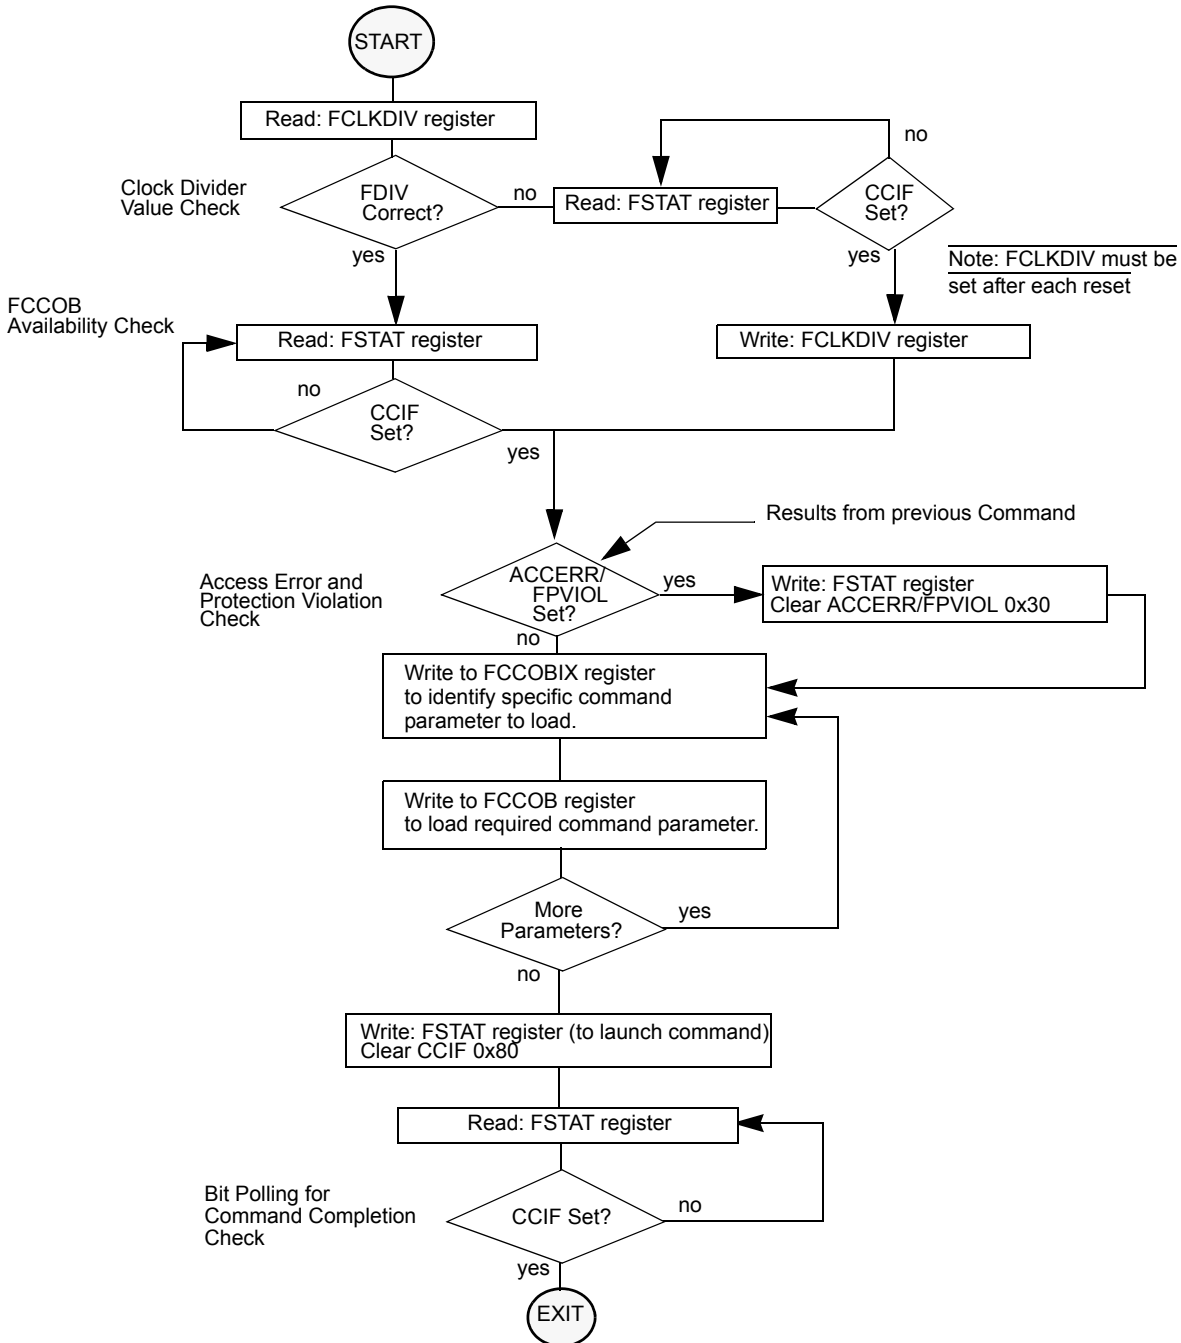 START
Read: FCLKDIV register
no
Clock Divider
Value Check
FDIV
Correct?
no
Read: FSTAT register
CCIF
Set?
yes
yes
Note: FCLKDIV must be
set after each reset
FCCOB
Availability Check
Read: FSTAT register
Write: FCLKDIV register
no
CCIF
Set?
yes
Results from previous Command
Access Error and
Protection Violation
Check
ACCERR/
FPVIOL
Set?
yes
Write: FSTAT register
Clear ACCERR/FPVIOL 0x30
no
Write to FCCOBIX register
to identify specific command
parameter to load.
Write to FCCOB register
to load required command parameter.
More
Parameters?
yes
no
Write: FSTAT register (to launch command)
Clear CCIF 0x80
Read: FSTAT register
Bit Polling for
Command Completion
Check
CCIF Set?
no
yes
EXIT